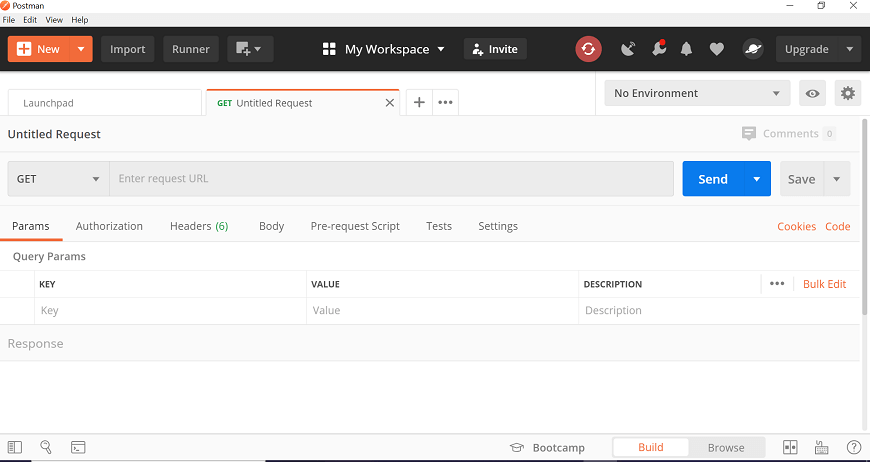 Postman
File Edit View Help
New Import Runner My Workspace Invite Upgrade
Launchpad GET Untitled Request No Environment
Untitled Request Comments 0
GET Enter request URL Send Save
Params Authorization Headers (6) Body Pre-request Script Tests Settings Cookies Code
Query Params
KEY VALUE DESCRIPTION Bulk Edit
Key Value Description
Response
Bootcamp Build Browse